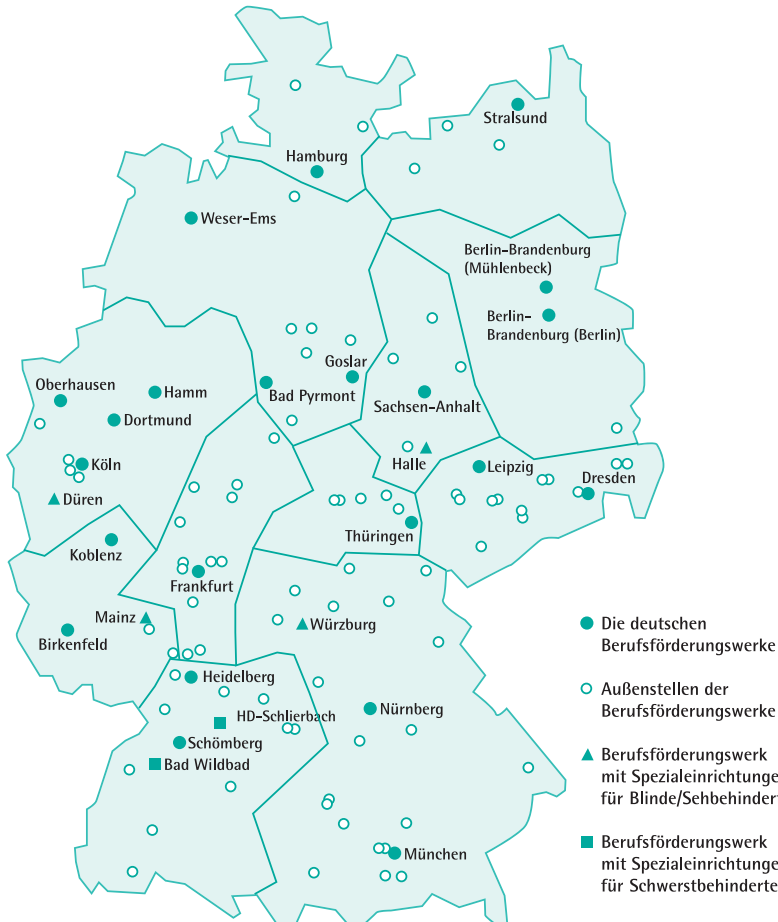 Stralsund
Hamburg
Weser-Ems
Berlin-Brandenburg
(Mühlenbeck)
Berlin-
Brandenburg (Berlin)
Goslar
Oberhausen
Hamm
Bad Pyrmont
Sachsen-Anhalt
Dortmund
Köln
Halle
Leipzig
Düren
Dresden
Koblenz
Thüringen
Frankfurt
Mainz
Würzburg
Birkenfeld
Heidelberg
HD-Schlierbach
Nürnberg
Schömberg
Bad Wildbad
München
Die deutschen
Berufsförderungswerke
Außenstellen der
Berufsförderungswerke
Berufsförderungswerk
mit Spezialeinrichtunge
für Blinde/Sehbehindert
Berufsförderungswerk
mit Spezialeinrichtunge
für Schwerstbehinderte